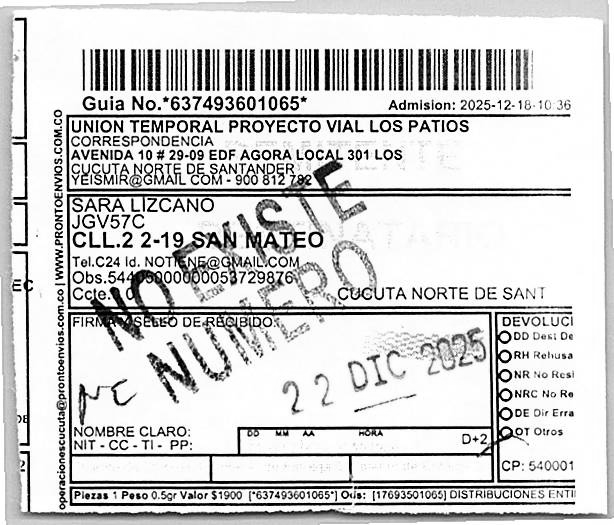 Guia No.*637493601065*
Admision: 2025-12-18-10:36
UNION TEMPORAL PROYECTO VIAL LOS PATIOS
CORRESPONDENCIA
AVENIDA 10 # 29-09 EDF AGORA LOCAL 301 LOS
CUCUTA NORTE DE SANTANDER
YEISMIR@GMAIL COM - 900 812 782
SARA LIZCANO
JGV57C
CLL.2 2-19 SAN MATEO
Tel.C24 Id. NOTIENE@GMAIL.COM
Ccte.
CUCUTA NORTE DE SANT
NO EXISTE
NUMERO
FIRMA Y SELLO DE RECIBIDO:
NE
22 DIC 2025
NOMBRE CLARO:
NIT - CC - TI - PP:
DD MM AA HORA
D+2
DEVOLUCI
DD Dest De
RH Rehusa
NR No Resi
NRC No Re
DE Dir Erra
OT Otros
CP: 540001
Piezas 1 Peso 0.5gr Valor $1900 [*637493601065*] Ods: [17693501065] DISTRIBUCIONES ENTI
operacionescucuta@prontoenvios.com.co | WWW.PRONTOENVIOS.COM.CO
EC